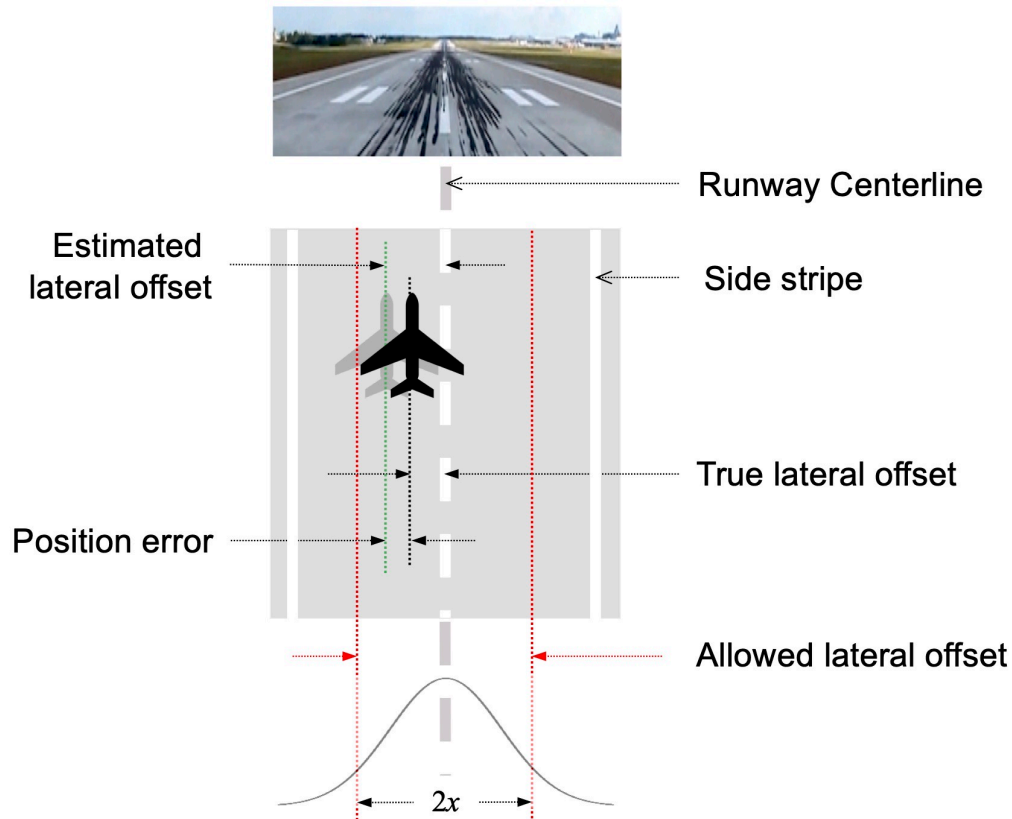 Runway Centerline
Estimated
lateral offset
Side stripe
True lateral offset
Position error
Allowed lateral offset
2x